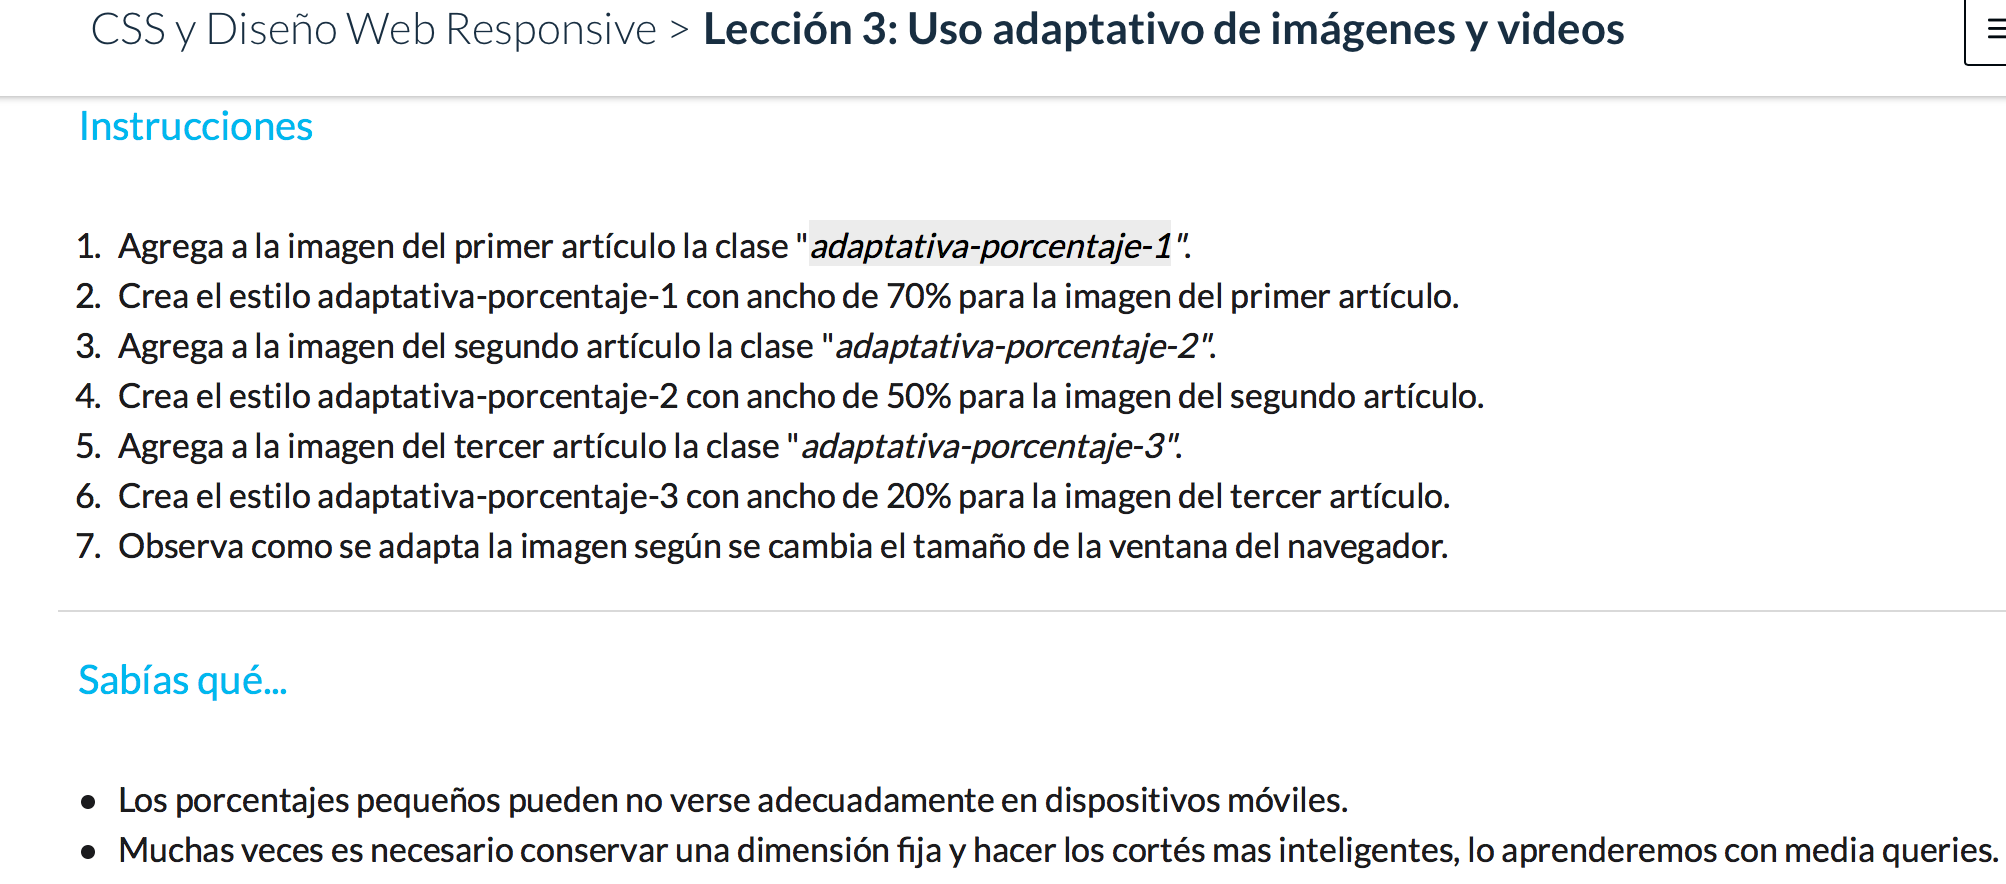 CSS y Diseño Web Responsive > Lección 3: Uso adaptativo de imágenes y videos
Instrucciones
1. Agrega a la imagen del primer artículo la clase "adaptativa-porcentaje-1".
2. Crea el estilo adaptativa-porcentaje-1 con ancho de 70% para la imagen del primer artículo.
3. Agrega a la imagen del segundo artículo la clase "adaptativa-porcentaje-2".
4. Crea el estilo adaptativa-porcentaje-2 con ancho de 50% para la imagen del segundo artículo.
5. Agrega a la imagen del tercer artículo la clase "adaptativa-porcentaje-3".
6. Crea el estilo adaptativa-porcentaje-3 con ancho de 20% para la imagen del tercer artículo.
7. Observa como se adapta la imagen según se cambia el tamaño de la ventana del navegador.
Sabías qué...
• Los porcentajes pequeños pueden no verse adecuadamente en dispositivos móviles.
• Muchas veces es necesario conservar una dimensión fija y hacer los cortés mas inteligentes, lo aprenderemos con media queries.